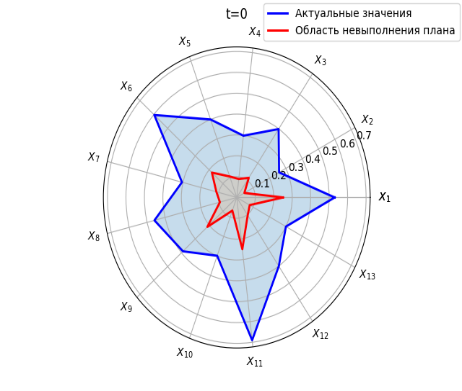 t=0
Актуальные значения
Область невыполнения плана
X₄
X₅
X₃
X₆
X₂
0.7
0.6
0.5
0.4
0.3
0.2
0.1
X₇
X₁
X₈
X₁₃
X₉
X₁₂
X₁₀
X₁₁